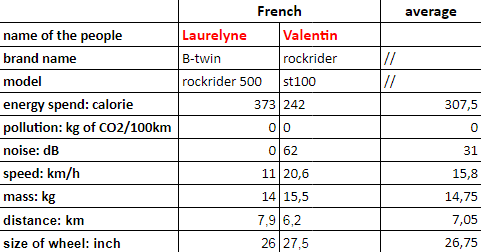 French average
name of the people Laurelyne Valentin
brand name B-twin rockrider //
model rockrider 500 st100 //
energy spend: calorie 373 242 307,5
pollution: kg of CO2/100km 0 0 0
noise: dB 0 62 31
speed: km/h 11 20,6 15,8
mass: kg 14 15,5 14,75
distance: km 7,9 6,2 7,05
size of wheel: inch 26 27,5 26,75